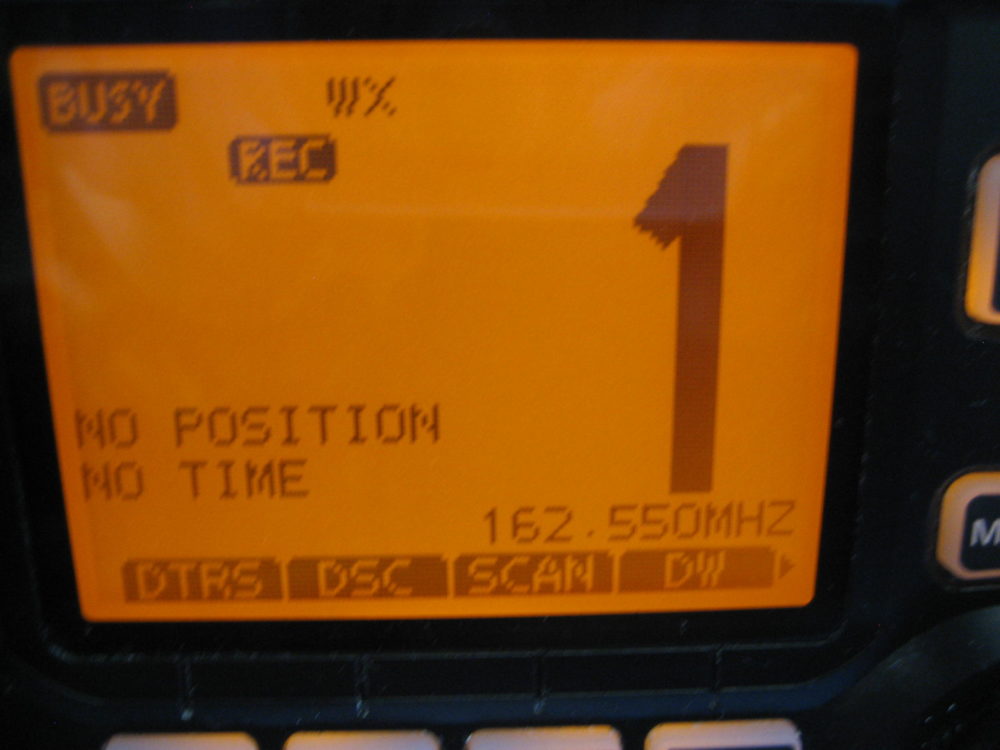 BUSY WX
REC
1
NO POSITION
NO TIME
162.550MHZ
DTRS DSC SCAN DW
M